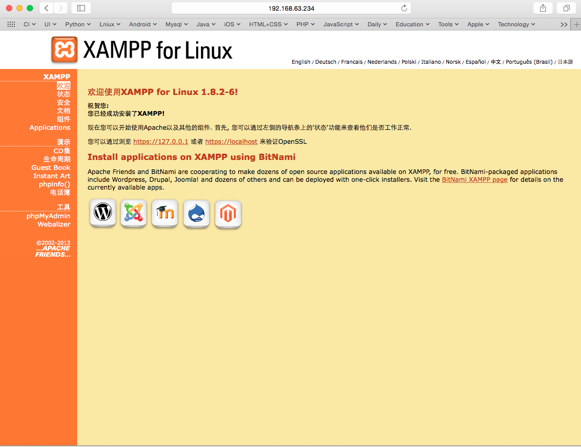 192.168.63.234
CI
UI
Python
Lniux
Android
Mysql
Java
iOS
HTML+CSS
PHP
JavaScript
Daily
Education
Tools
Apple
Technology
XAMPP for Linux
English / Deutsch / Francais / Nederlands / Polski / Italiano / Norsk / Español / 中文 / Português (Brasil) / 日本語
XAMPP
欢迎
状态
安全
文档
组件
Applications
演示
CD集
生命周期
Guest Book
Instant Art
phpinfo()
电话簿
工具
phpMyAdmin
Webalizer
©2002-2013
...APACHE
FRIENDS...
欢迎使用XAMPP for Linux 1.8.2-6!
祝贺您:
您已经成功安装了XAMPP!
现在您可以开始使用Apache以及其他的组件. 首先, 您可以通过左侧的导航条上的‘状态’功能来查看他们是否工作正常.
您可以通过浏览 https://127.0.0.1 或者 https://localhost 来验证OpenSSL
Install applications on XAMPP using BitNami
Apache Friends and BitNami are cooperating to make dozens of open source applications available on XAMPP, for free. BitNami-packaged applications
include Wordpress, Drupal, Joomla! and dozens of others and can be deployed with one-click installers. Visit the BitNami XAMPP page for details on the
currently available apps.